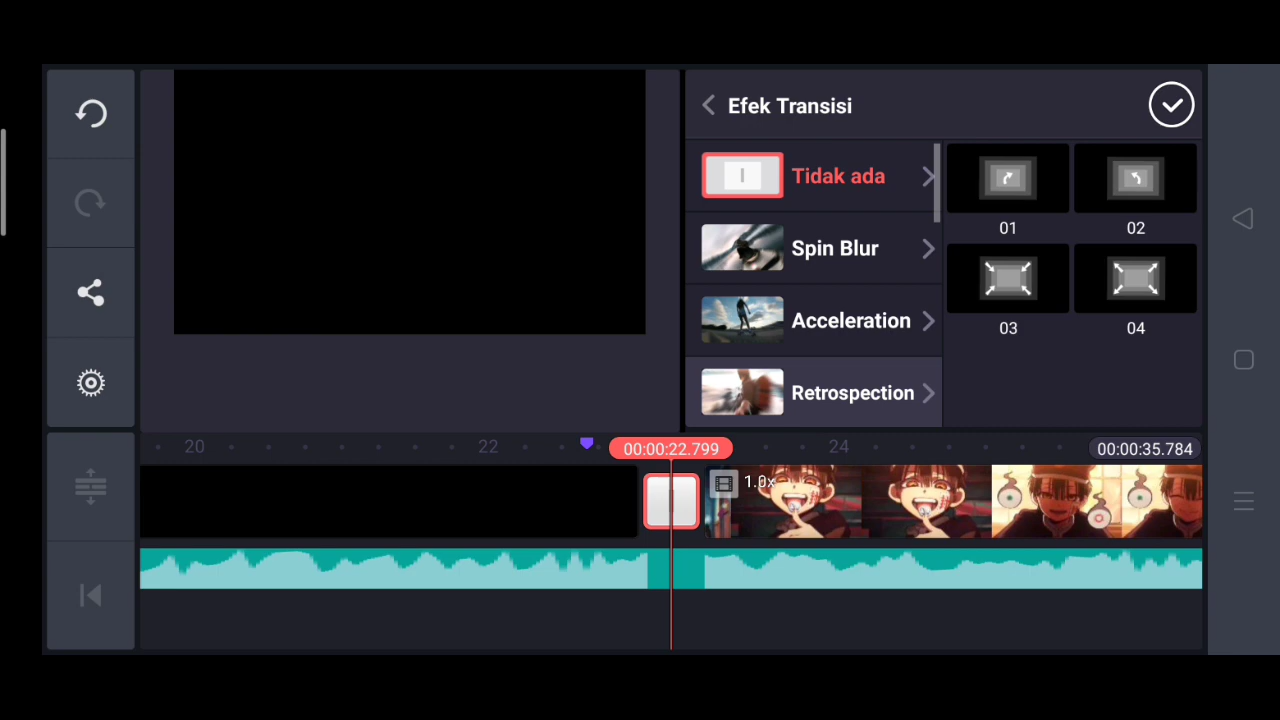 Efek Transisi
Tidak ada
Spin Blur
Acceleration
Retrospection
01
02
03
04
20
22
00:00:22.799
24
00:00:35.784
1.0x